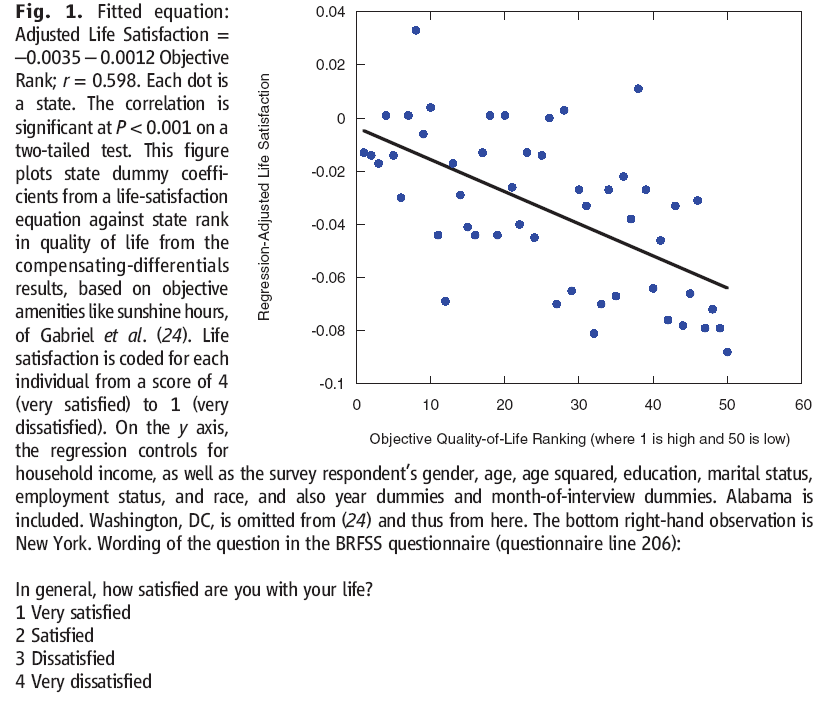 Fig. 1. Fitted equation:
Adjusted Life Satisfaction =
–0.0035 – 0.0012 Objective
Rank; r = 0.598. Each dot is
a state. The correlation is
significant at P < 0.001 on a
two-tailed test. This figure
plots state dummy coeffi-
cients from a life-satisfaction
equation against state rank
in quality of life from the
compensating-differentials
results, based on objective
amenities like sunshine hours,
of Gabriel et al. (24). Life
satisfaction is coded for each
individual from a score of 4
(very satisfied) to 1 (very
dissatisfied). On the y axis,
the regression controls for
household income, as well as the survey respondent's gender, age, age squared, education, marital status,
employment status, and race, and also year dummies and month-of-interview dummies. Alabama is
included. Washington, DC, is omitted from (24) and thus from here. The bottom right-hand observation is
New York. Wording of the question in the BRFSS questionnaire (questionnaire line 206):
In general, how satisfied are you with your life?
1 Very satisfied
2 Satisfied
3 Dissatisfied
4 Very dissatisfied
Regression-Adjusted Life Satisfaction
0.04
0.02
0
-0.02
-0.04
-0.06
-0.08
-0.1
0 10 20 30 40 50 60
Objective Quality-of-Life Ranking (where 1 is high and 50 is low)